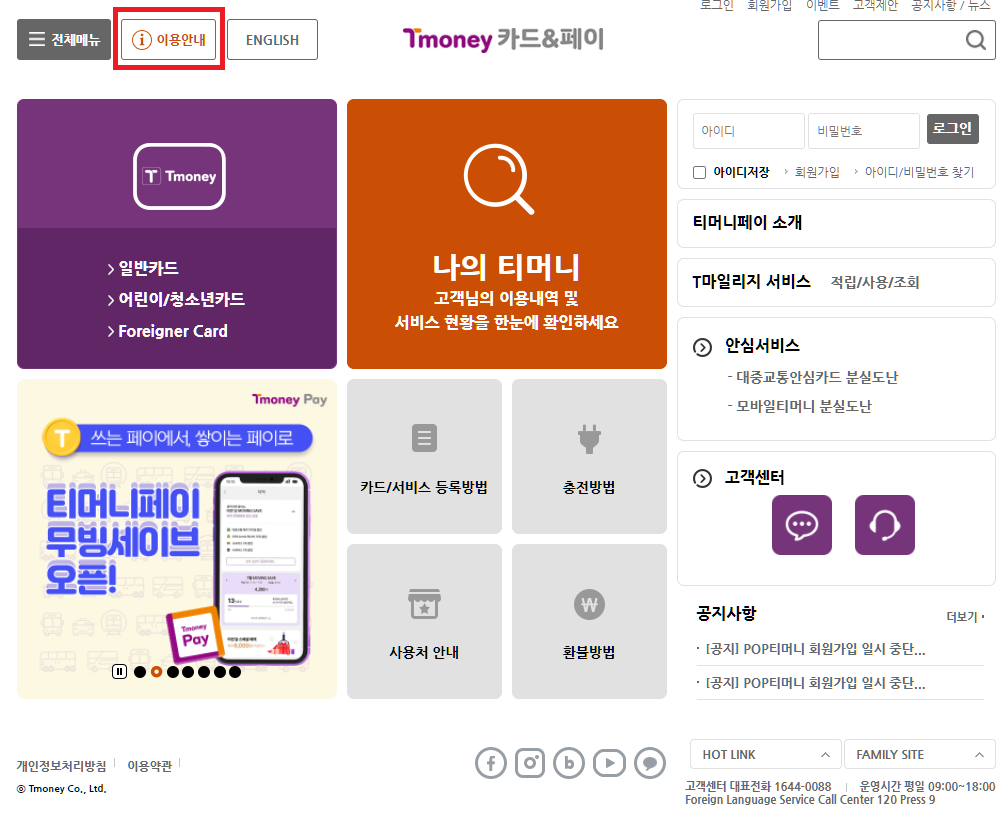 로그인 회원가입 이벤트 고객제안 공지사항 / 뉴스
전체메뉴
이용안내
ENGLISH
Tmoney 카드&페이
T Tmoney
일반카드
어린이/청소년카드
Foreigner Card
나의 티머니
고객님의 이용내역 및
서비스 현황을 한눈에 확인하세요
아이디
비밀번호
로그인
아이디저장
회원가입
아이디/비밀번호 찾기
티머니페이 소개
T마일리지 서비스 적립/사용/조회
안심서비스
- 대중교통안심카드 분실도난
- 모바일티머니 분실도난
고객센터
Tmoney Pay
T
쓰는 페이에서, 쌓이는 페이로
티머니페이
무빙세이브
오픈!
Tmoney
Pay
카드/서비스 등록방법
충전방법
사용처 안내
환불방법
공지사항
더보기
· [공지] POP티머니 회원가입 일시 중단...
· [공지] POP티머니 회원가입 일시 중단...
개인정보처리방침
이용약관
ⓒ Tmoney Co., Ltd.
HOT LINK
FAMILY SITE
고객센터 대표전화 1644-0088 | 운영시간 평일 09:00~18:00
Foreign Language Service Call Center 120 Press 9